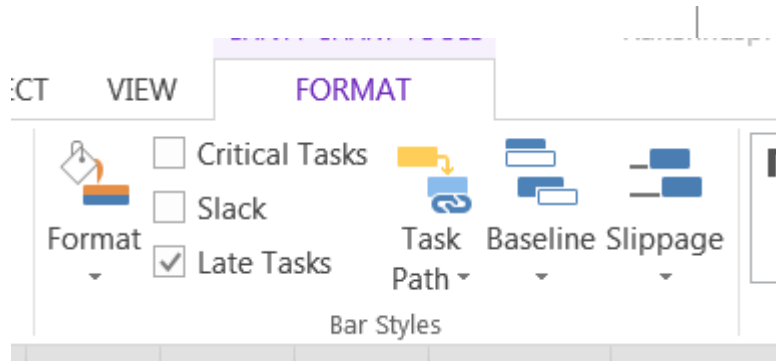 ECT VIEW FORMAT
Critical Tasks
Slack
Late Tasks
Format
Task Path
Baseline
Slippage
Bar Styles